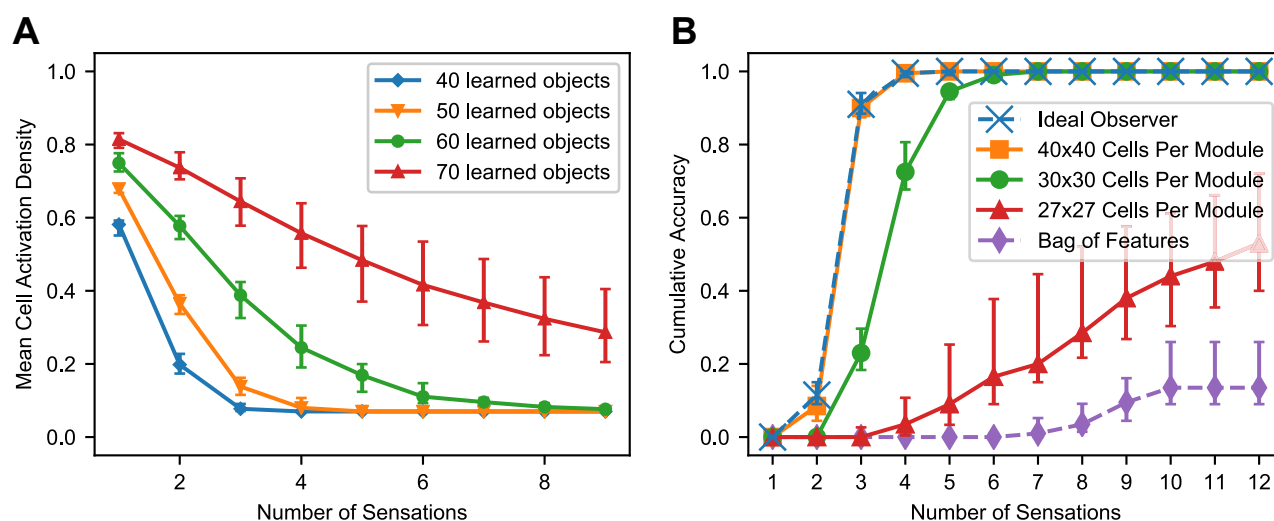 A
Mean Cell Activation Density
1.0
0.8
0.6
0.4
0.2
0.0
40 learned objects
50 learned objects
60 learned objects
70 learned objects
2
4
6
8
Number of Sensations
B
Cumulative Accuracy
1.0
0.8
0.6
0.4
0.2
0.0
Ideal Observer
40x40 Cells Per Module
30x30 Cells Per Module
27x27 Cells Per Module
Bag of Features
1 2 3 4 5 6 7 8 9 10 11 12
Number of Sensations